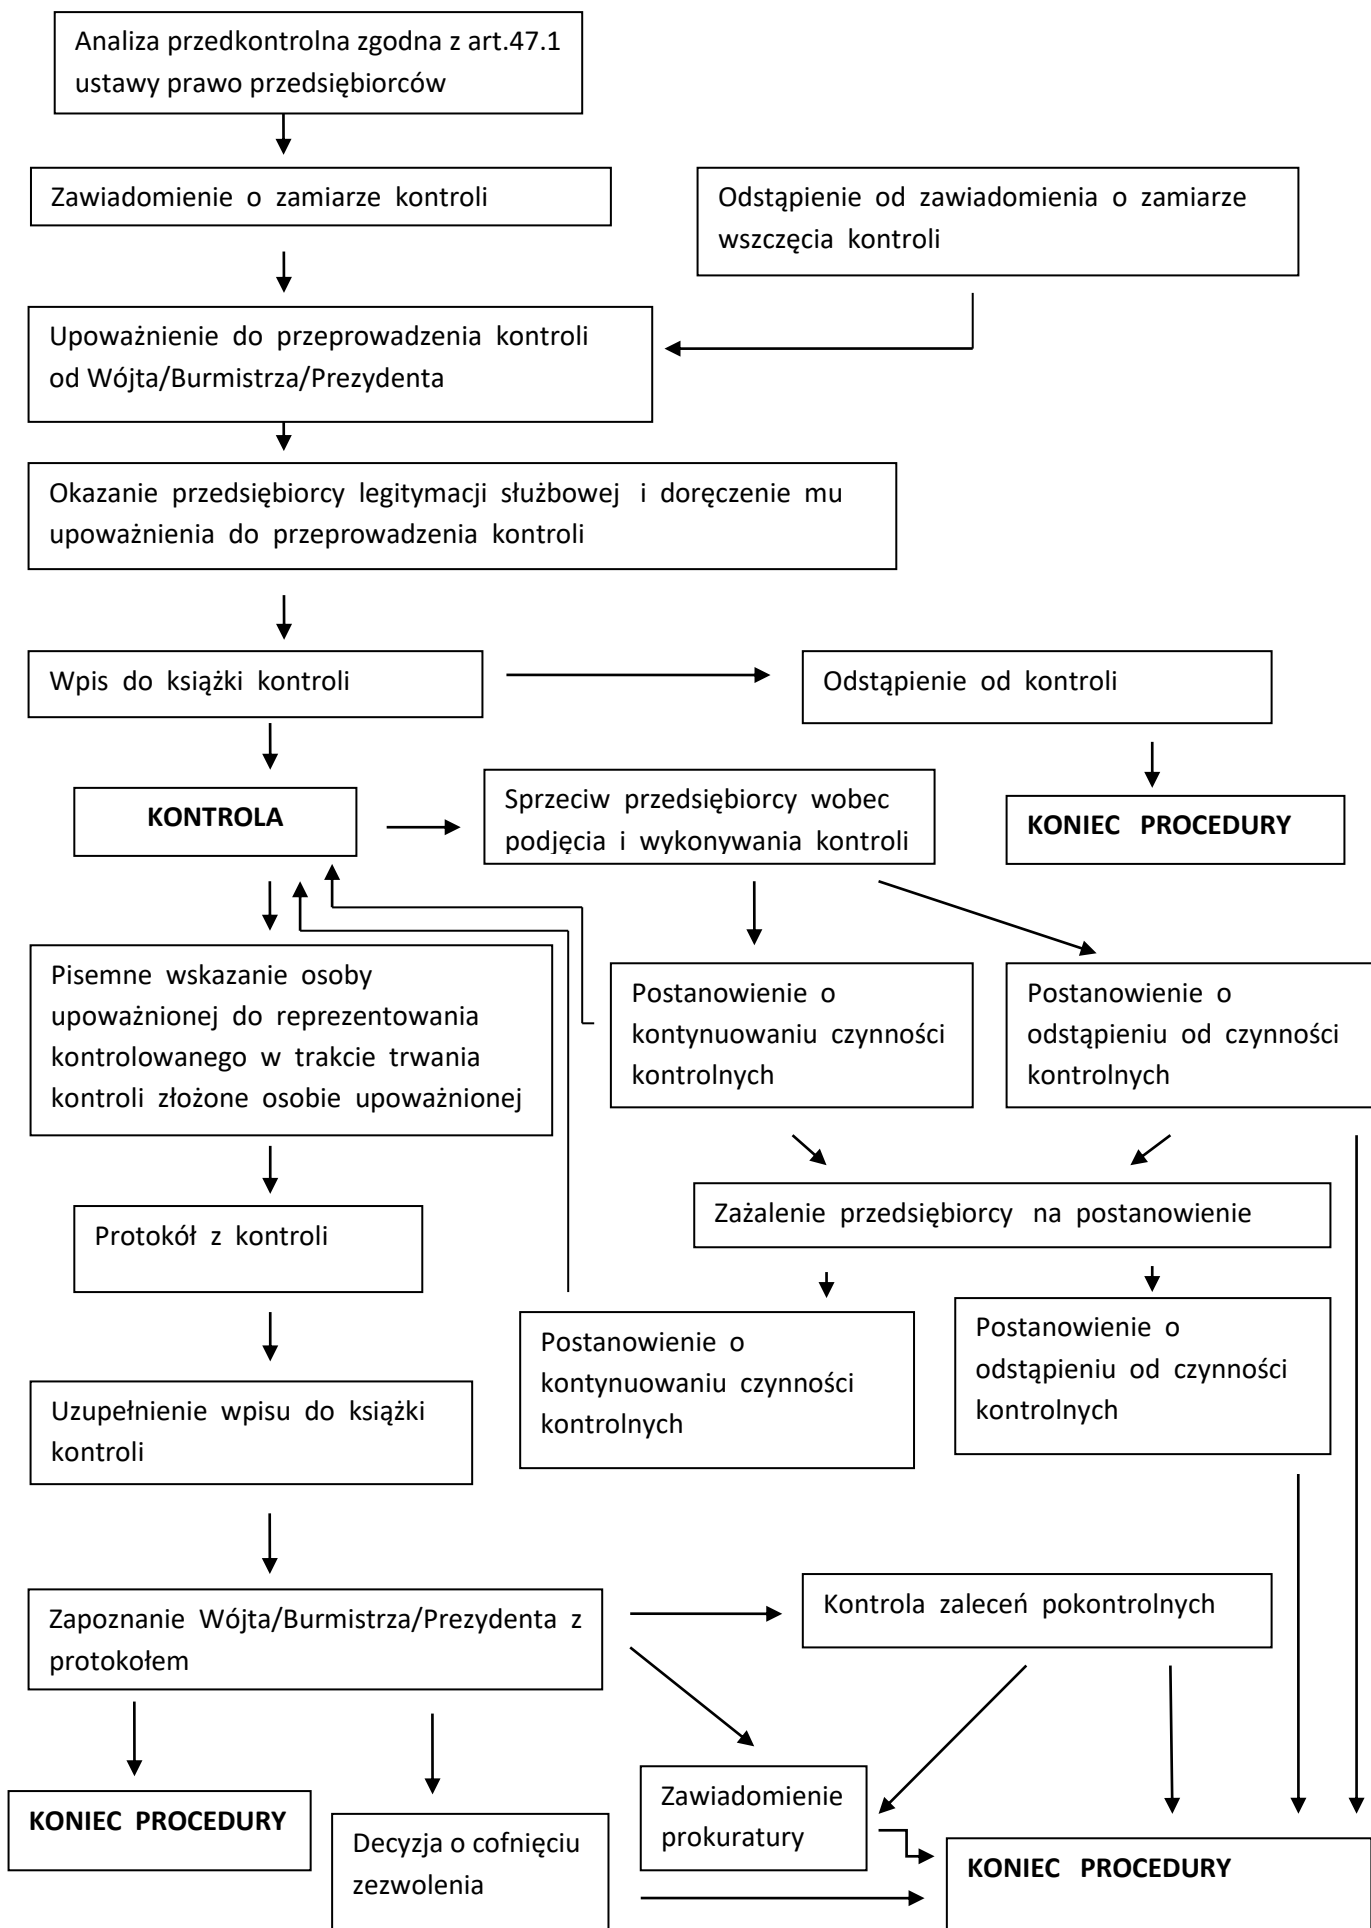 Analiza przedkontrolna zgodna z art.47.1
ustawy prawo przedsiębiorców
Zawiadomienie o zamiarze kontroli
Odstąpienie od zawiadomienia o zamiarze
wszczęcia kontroli
Upoważnienie do przeprowadzenia kontroli
od Wójta/Burmistrza/Prezydenta
Okazanie przedsiębiorcy legitymacji służbowej i doręczenie mu
upoważnienia do przeprowadzenia kontroli
Wpis do książki kontroli
Odstąpienie od kontroli
KONTROLA
Sprzeciw przedsiębiorcy wobec
podjęcia i wykonywania kontroli
KONIEC PROCEDURY
Pisemne wskazanie osoby
upoważnionej do reprezentowania
kontrolowanego w trakcie trwania
kontroli złożone osobie upoważnionej
Postanowienie o
kontynuowaniu czynności
kontrolnych
Postanowienie o
odstąpieniu od czynności
kontrolnych
Zażalenie przedsiębiorcy na postanowienie
Protokół z kontroli
Postanowienie o
kontynuowaniu czynności
kontrolnych
Postanowienie o
odstąpieniu od czynności
kontrolnych
Uzupełnienie wpisu do książki
kontroli
Zapoznanie Wójta/Burmistrza/Prezydenta z
protokołem
Kontrola zaleceń pokontrolnych
KONIEC PROCEDURY
Decyzja o cofnięciu
zezwolenia
Zawiadomienie
prokuratury
KONIEC PROCEDURY